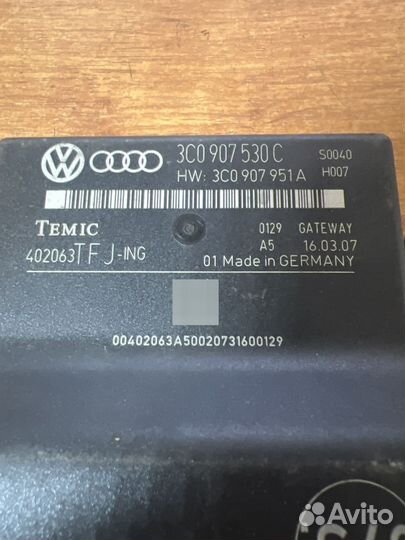 3C0 907 530 C S0040
HW: 3C0 907 951 A H007
TEMIC 0129 GATEWAY
402063TFJ-ING A5 16.03.07
01 Made in GERMANY
00402063A50020731600129
Avito